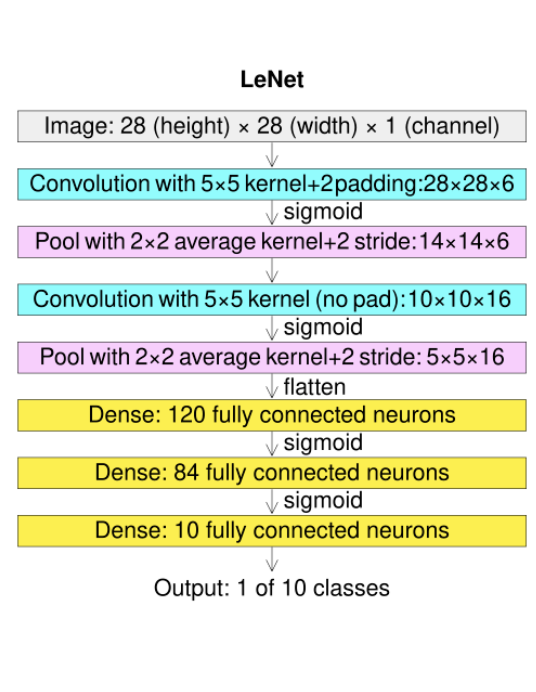 LeNet
Image: 28 (height) × 28 (width) × 1 (channel)
Convolution with 5×5 kernel+2padding:28×28×6
sigmoid
Pool with 2×2 average kernel+2 stride:14×14×6
Convolution with 5×5 kernel (no pad):10×10×16
sigmoid
Pool with 2×2 average kernel+2 stride: 5×5×16
flatten
Dense: 120 fully connected neurons
sigmoid
Dense: 84 fully connected neurons
sigmoid
Dense: 10 fully connected neurons
Output: 1 of 10 classes